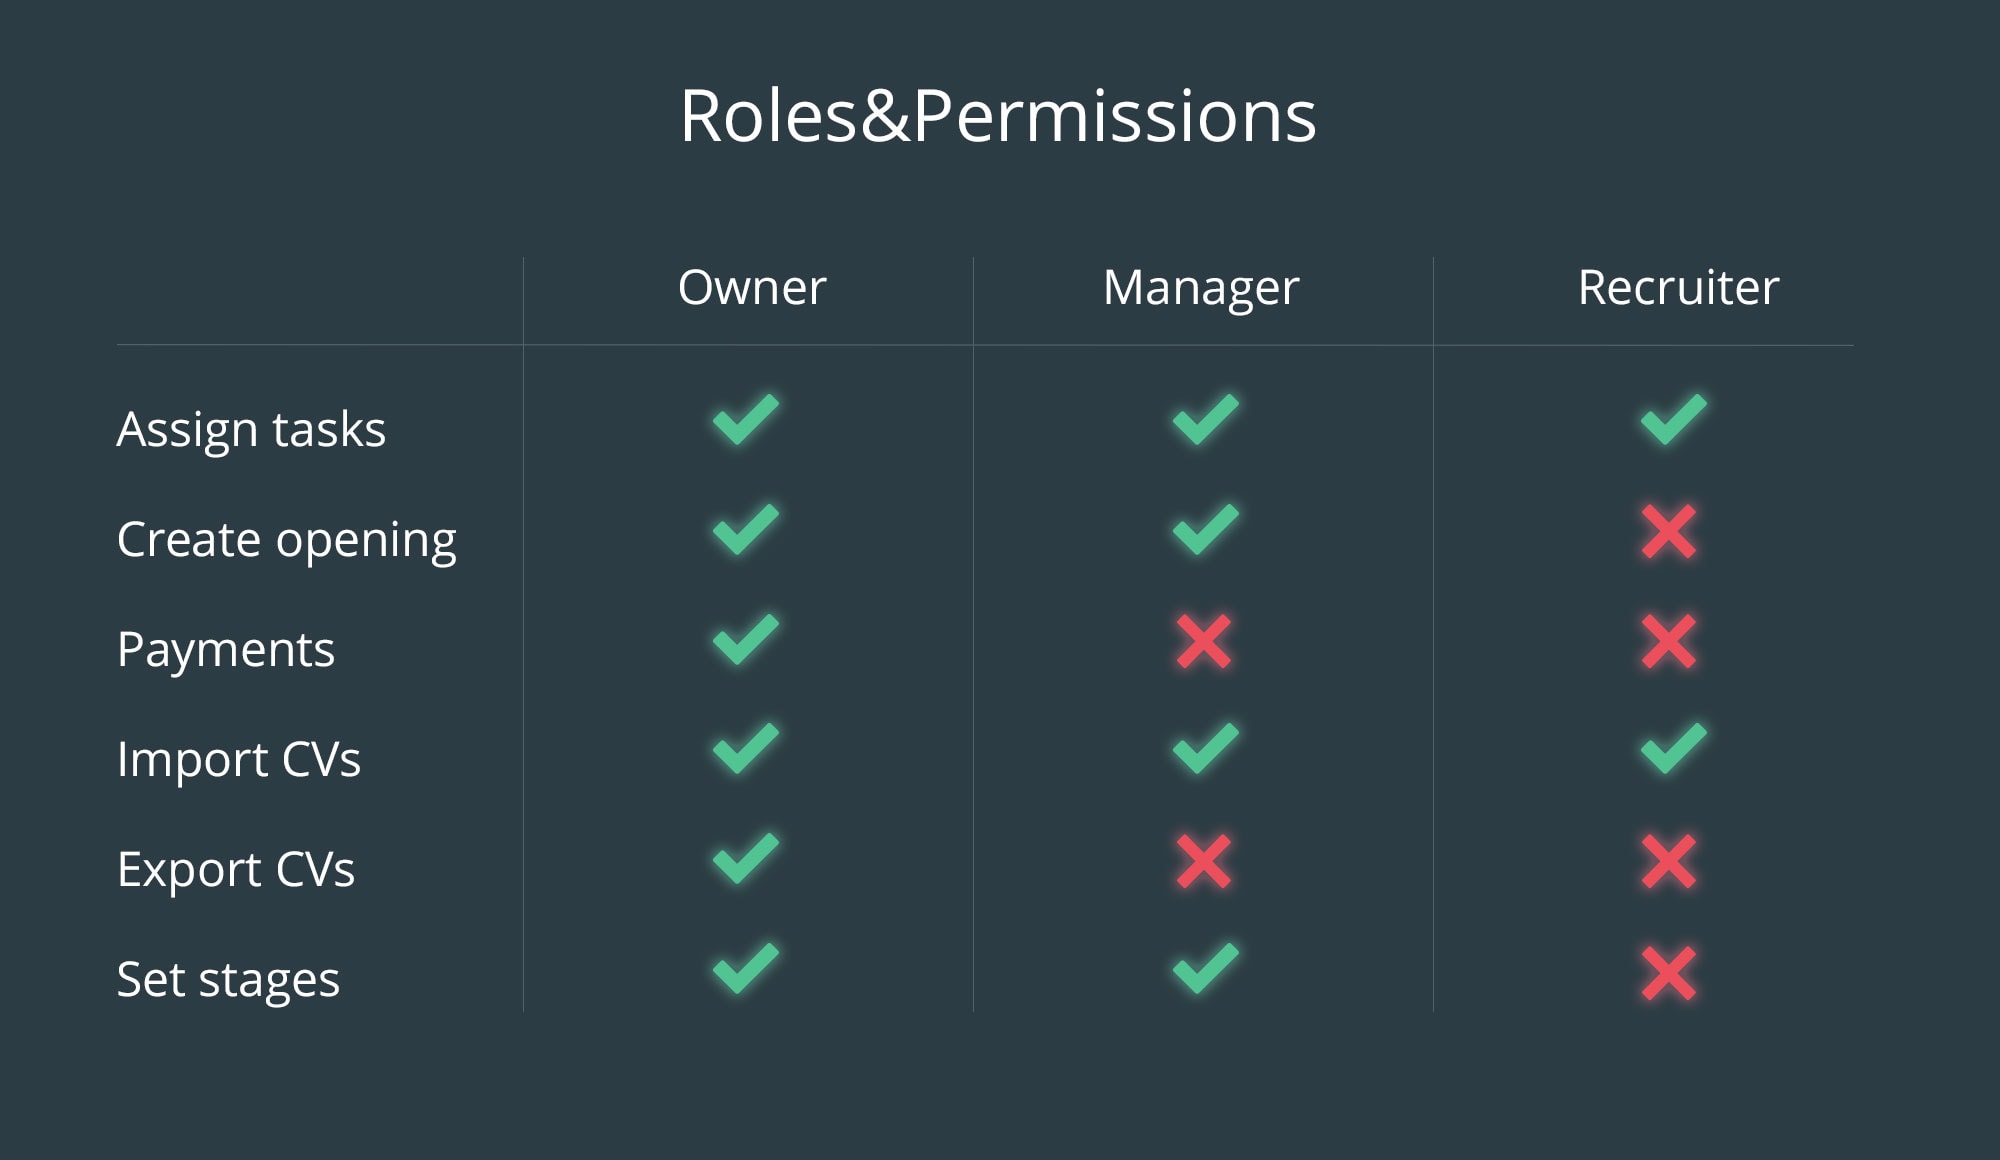 Roles&Permissions
Owner Manager Recruiter
Assign tasks
Create opening
Payments
Import CVs
Export CVs
Set stages